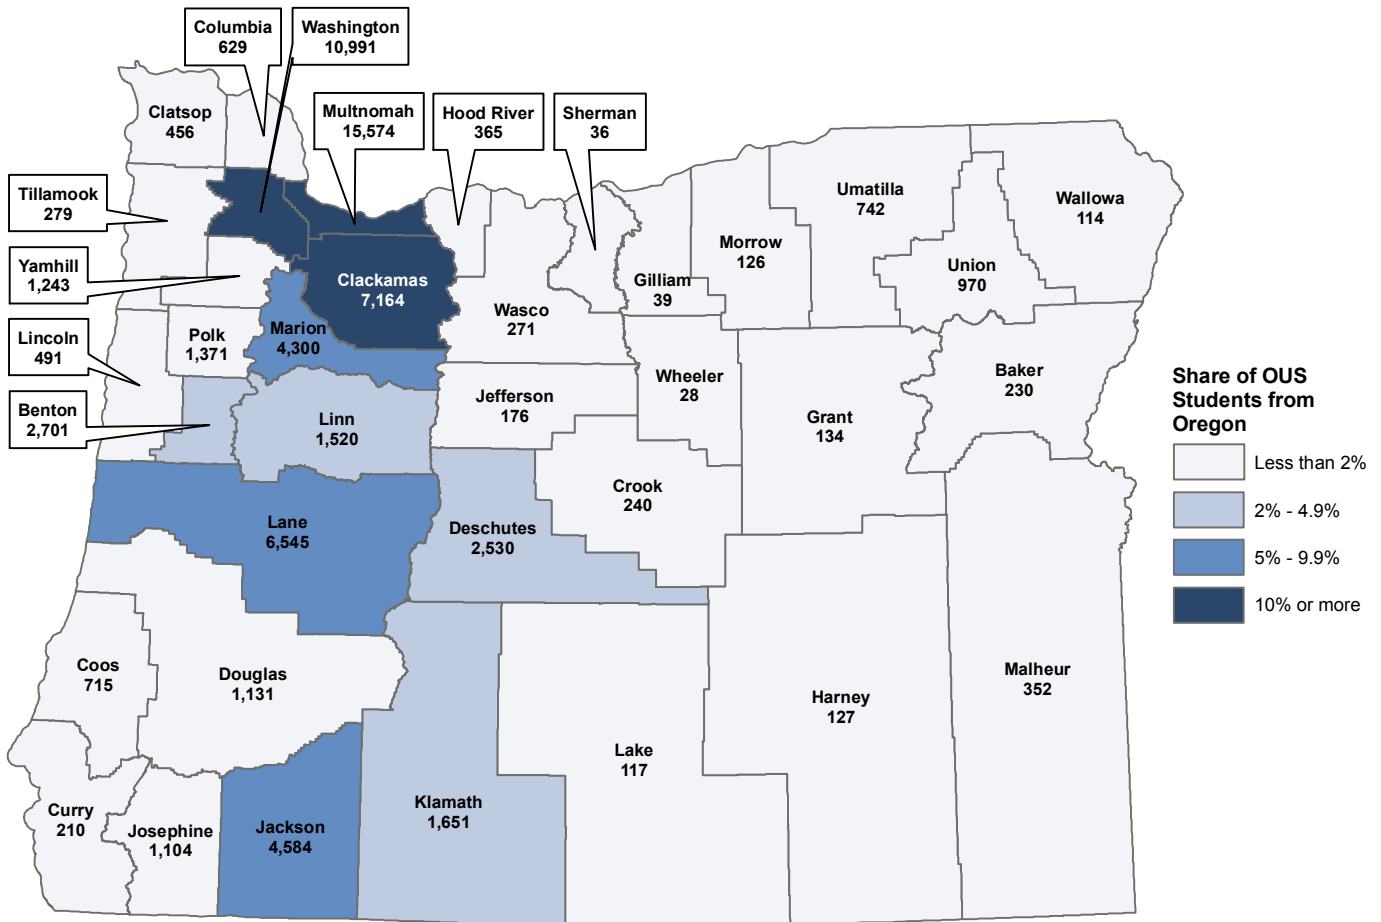 Columbia
629
Washington
10,991
Clatsop
456
Multnomah
15,574
Hood River
365
Sherman
36
Tillamook
279
Umatilla
742
Wallowa
114
Morrow
126
Yamhill
1,243
Clackamas
7,164
Gilliam
39
Union
970
Wasco
271
Lincoln
491
Polk
1,371
Marion
4,300
Wheeler
28
Baker
230
Benton
2,701
Linn
1,520
Jefferson
176
Grant
134
Crook
240
Lane
6,545
Deschutes
2,530
Coos
715
Douglas
1,131
Malheur
352
Harney
127
Lake
117
Curry
210
Josephine
1,104
Jackson
4,584
Klamath
1,651
Share of OUS
Students from
Oregon
Less than 2%
2% - 4.9%
5% - 9.9%
10% or more